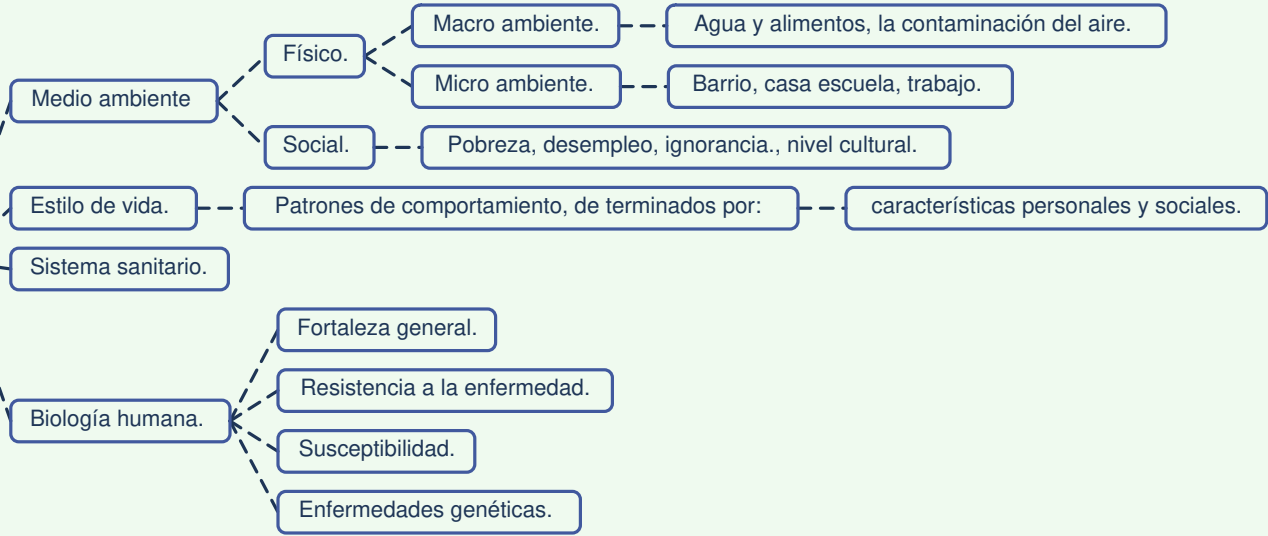 Medio ambiente
Físico.
Macro ambiente.
Agua y alimentos, la contaminación del aire.
Micro ambiente.
Barrio, casa escuela, trabajo.
Social.
Pobreza, desempleo, ignorancia., nivel cultural.
Estilo de vida.
Patrones de comportamiento, de terminados por:
características personales y sociales.
Sistema sanitario.
Biología humana.
Fortaleza general.
Resistencia a la enfermedad.
Susceptibilidad.
Enfermedades genéticas.